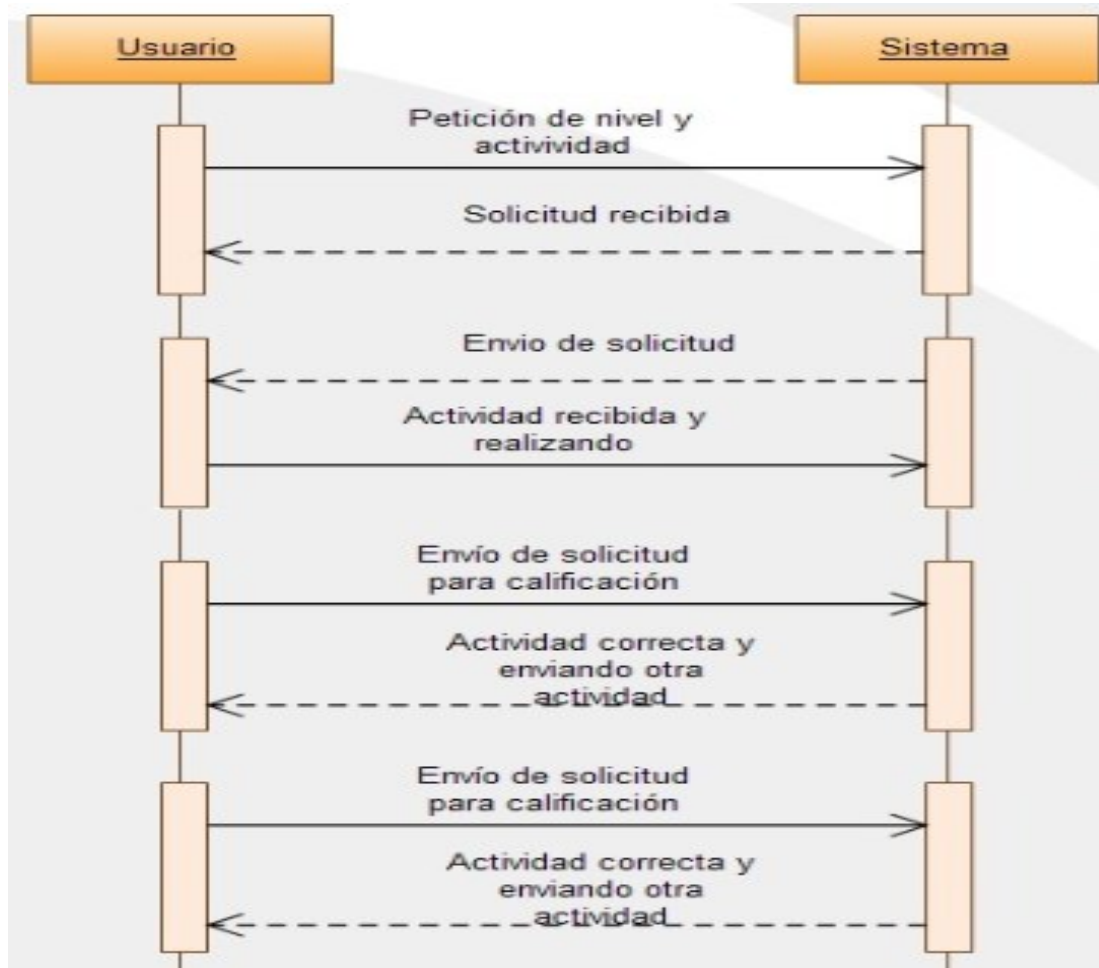 Usuario
Sistema
Petición de nivel y
activividad
Solicitud recibida
Envio de solicitud
Actividad recibida y
realizando
Envío de solicitud
para calificación
Actividad correcta y
enviando otra
actividad
Envío de solicitud
para calificación
Actividad correcta y
enviando otra
actividad